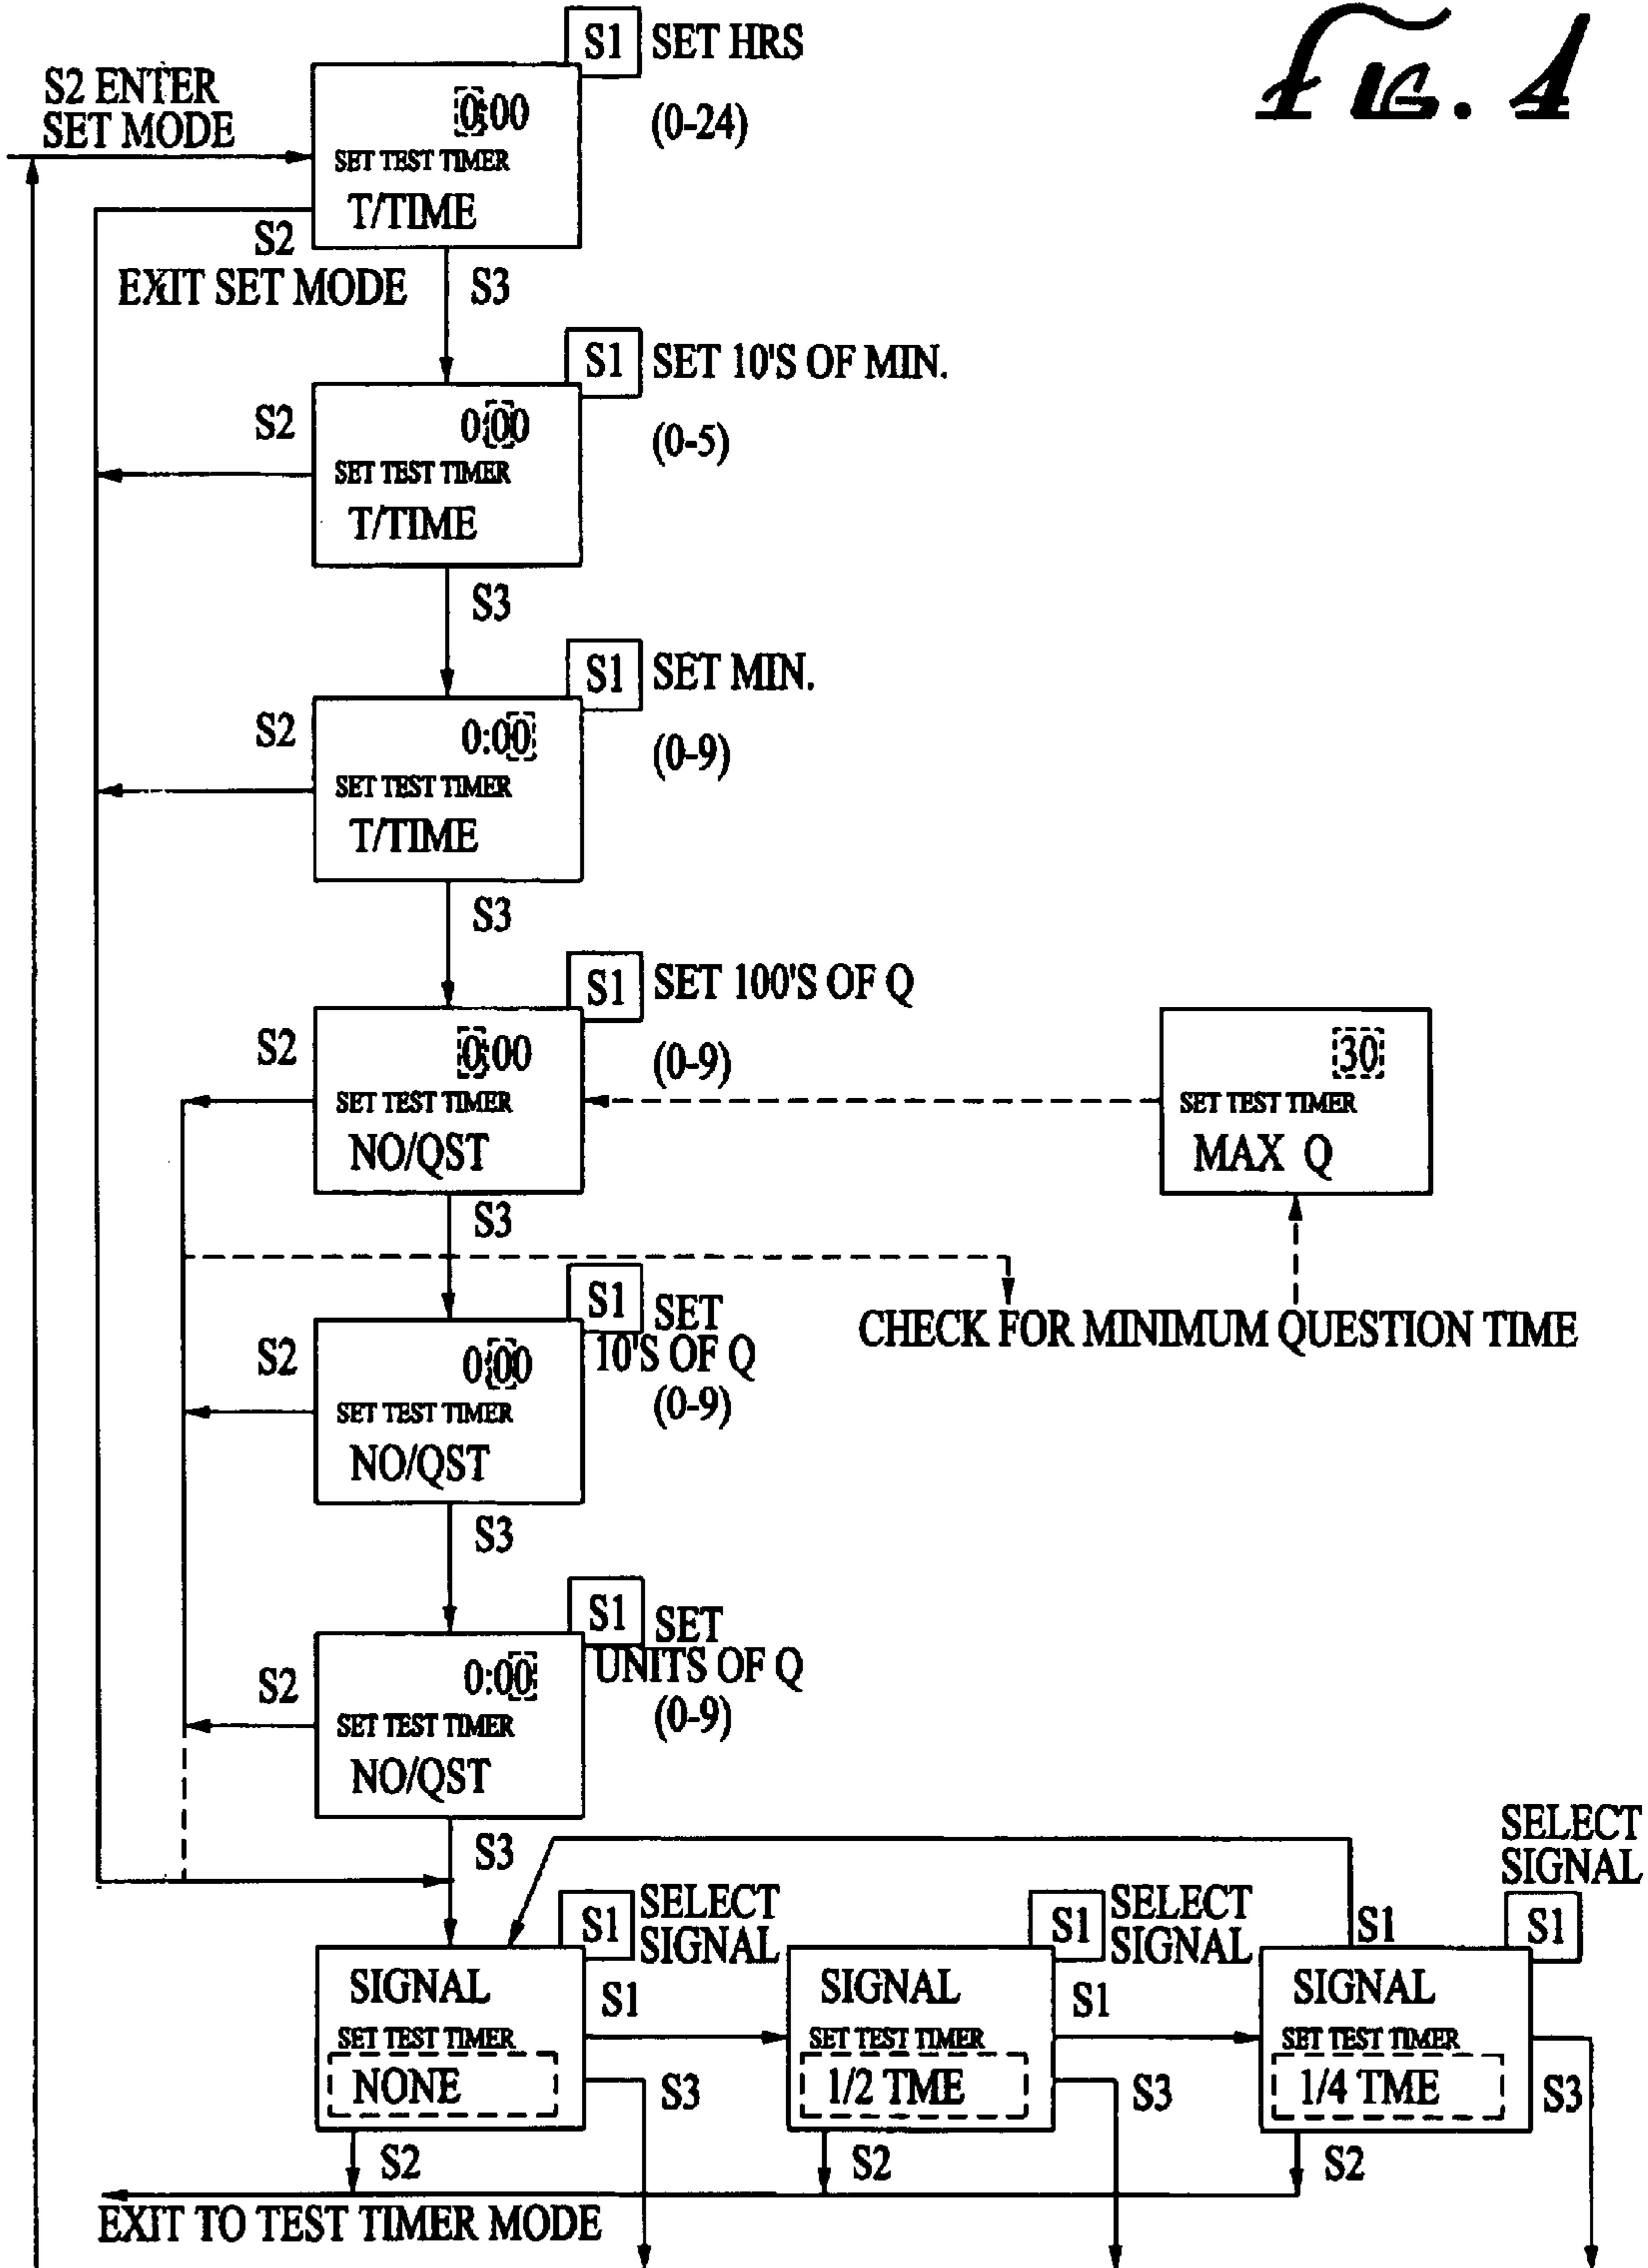 FIG. 4
S1 SET HRS
(0-24)
S2 ENTER
SET MODE
0:00
SET TEST TIMER
T/TIME
S2
EXIT SET MODE
S3
S1 SET 10'S OF MIN.
(0-5)
S2
0:00
SET TEST TIMER
T/TIME
S3
S1 SET MIN.
(0-9)
S2
0:00
SET TEST TIMER
T/TIME
S3
S1 SET 100'S OF Q
(0-9)
S2
0:00
SET TEST TIMER
NO/QST
30
SET TEST TIMER
MAX Q
S3
CHECK FOR MINIMUM QUESTION TIME
S1 SET
10'S OF Q
(0-9)
S2
0:00
SET TEST TIMER
NO/QST
S3
S1 SET
UNITS OF Q
(0-9)
S2
0:00
SET TEST TIMER
NO/QST
S3
S1 SELECT
SIGNAL
SIGNAL
SET TEST TIMER
NONE
S1
S3
S2
S1 SELECT
SIGNAL
SIGNAL
SET TEST TIMER
1/2 TME
S1
S3
S2
SELECT
SIGNAL
S1
S1
SIGNAL
SET TEST TIMER
1/4 TME
S3
S2
EXIT TO TEST TIMER MODE